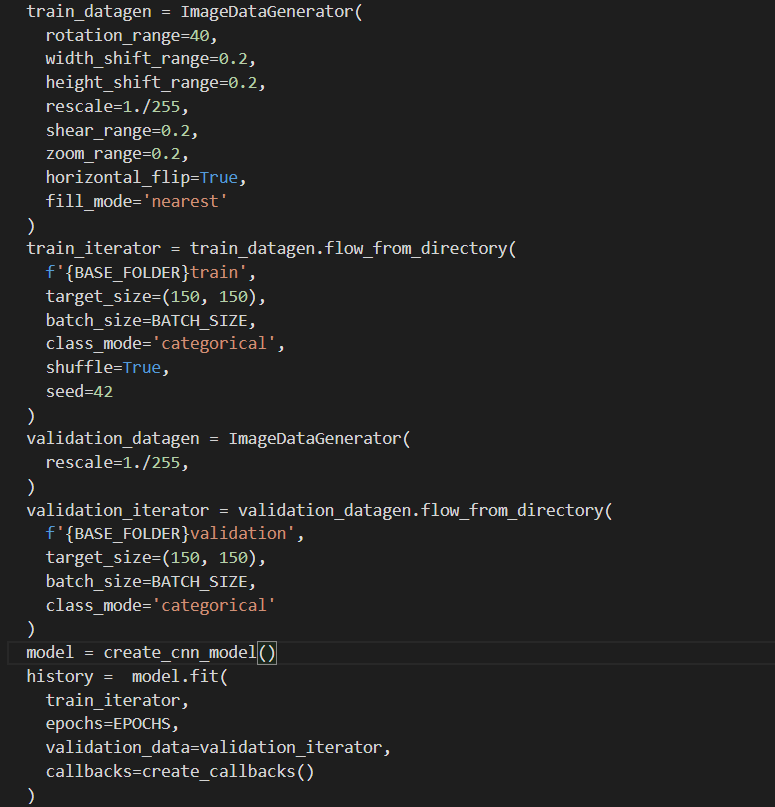 train_datagen = ImageDataGenerator(
  rotation_range=40,
  width_shift_range=0.2,
  height_shift_range=0.2,
  rescale=1./255,
  shear_range=0.2,
  zoom_range=0.2,
  horizontal_flip=True,
  fill_mode='nearest'
)
train_iterator = train_datagen.flow_from_directory(
  f'{BASE_FOLDER}train',
  target_size=(150, 150),
  batch_size=BATCH_SIZE,
  class_mode='categorical',
  shuffle=True,
  seed=42
)
validation_datagen = ImageDataGenerator(
  rescale=1./255,
)
validation_iterator = validation_datagen.flow_from_directory(
  f'{BASE_FOLDER}validation',
  target_size=(150, 150),
  batch_size=BATCH_SIZE,
  class_mode='categorical'
)
model = create_cnn_model()
history =  model.fit(
  train_iterator,
  epochs=EPOCHS,
  validation_data=validation_iterator,
  callbacks=create_callbacks()
)